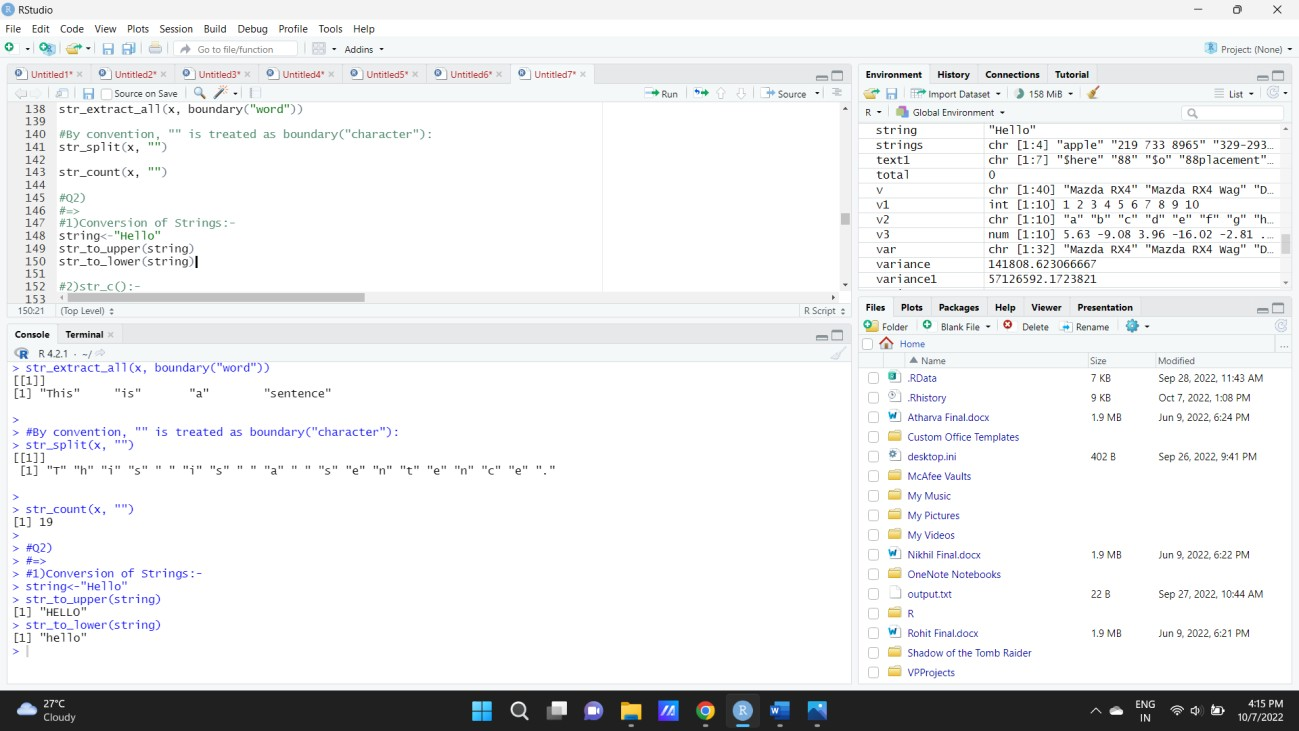 RStudio
File Edit Code View Plots Session Build Debug Profile Tools Help
Go to file/function Addins Project: (None)
Untitled1* Untitled2* Untitled3* Untitled4* Untitled5* Untitled6* Untitled7*
Source on Save Run Source
138 str_extract_all(x, boundary("word"))
139
140 #By convention, "" is treated as boundary("character"):
141 str_split(x, "")
142
143 str_count(x, "")
144
145 #Q2)
146 #=>
147 #1)Conversion of Strings:-
148 string<-"Hello"
149 str_to_upper(string)
150 str_to_lower(string)
151
152 #2)str_c():-
153
150:21 (Top Level) R Script
Console Terminal
R 4.2.1 · ~/
> str_extract_all(x, boundary("word"))
[[1]]
[1] "This" "is" "a" "sentence"
>
> #By convention, "" is treated as boundary("character"):
> str_split(x, "")
[[1]]
[1] "T" "h" "i" "s" " " "i" "s" " " "a" " " "s" "e" "n" "t" "e" "n" "c" "e" "."
>
> str_count(x, "")
[1] 19
>
> #Q2)
> #=>
> #1)Conversion of Strings:-
> string<-"Hello"
> str_to_upper(string)
[1] "HELLO"
> str_to_lower(string)
[1] "hello"
>
Environment History Connections Tutorial
Import Dataset 158 MiB List
R Global Environment
string "Hello"
strings chr [1:4] "apple" "219 733 8965" "329-293…
text1 chr [1:7] "$here" "88" "$o" "88placement"…
total 0
v chr [1:40] "Mazda RX4" "Mazda RX4 Wag" "D…
v1 int [1:10] 1 2 3 4 5 6 7 8 9 10
v2 chr [1:10] "a" "b" "c" "d" "e" "f" "g" "h…
v3 num [1:10] 5.63 -9.08 3.96 -16.02 -2.81 ...
var chr [1:32] "Mazda RX4" "Mazda RX4 Wag" "D…
variance 141808.623066667
variance1 57126592.1723821
Files Plots Packages Help Viewer Presentation
Folder Blank File Delete Rename
Home ...
Name Size Modified
.RData 7 KB Sep 28, 2022, 11:43 AM
.Rhistory 9 KB Oct 7, 2022, 1:08 PM
Atharva Final.docx 1.9 MB Jun 9, 2022, 6:24 PM
Custom Office Templates
desktop.ini 402 B Sep 26, 2022, 9:41 PM
McAfee Vaults
My Music
My Pictures
My Videos
Nikhil Final.docx 1.9 MB Jun 9, 2022, 6:22 PM
OneNote Notebooks
output.txt 22 B Sep 27, 2022, 10:44 AM
R
Rohit Final.docx 1.9 MB Jun 9, 2022, 6:21 PM
Shadow of the Tomb Raider
VPProjects
27°C
Cloudy
ENG
IN
4:15 PM
10/7/2022